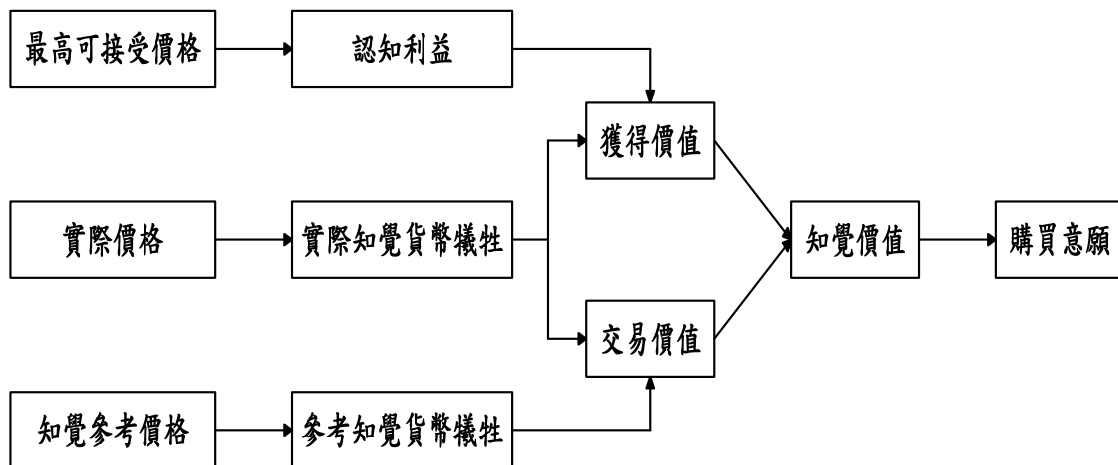 最高可接受價格
認知利益
獲得價值
實際價格
實際知覺貨幣犧牲
知覺價值
購買意願
交易價值
知覺參考價格
參考知覺貨幣犧牲